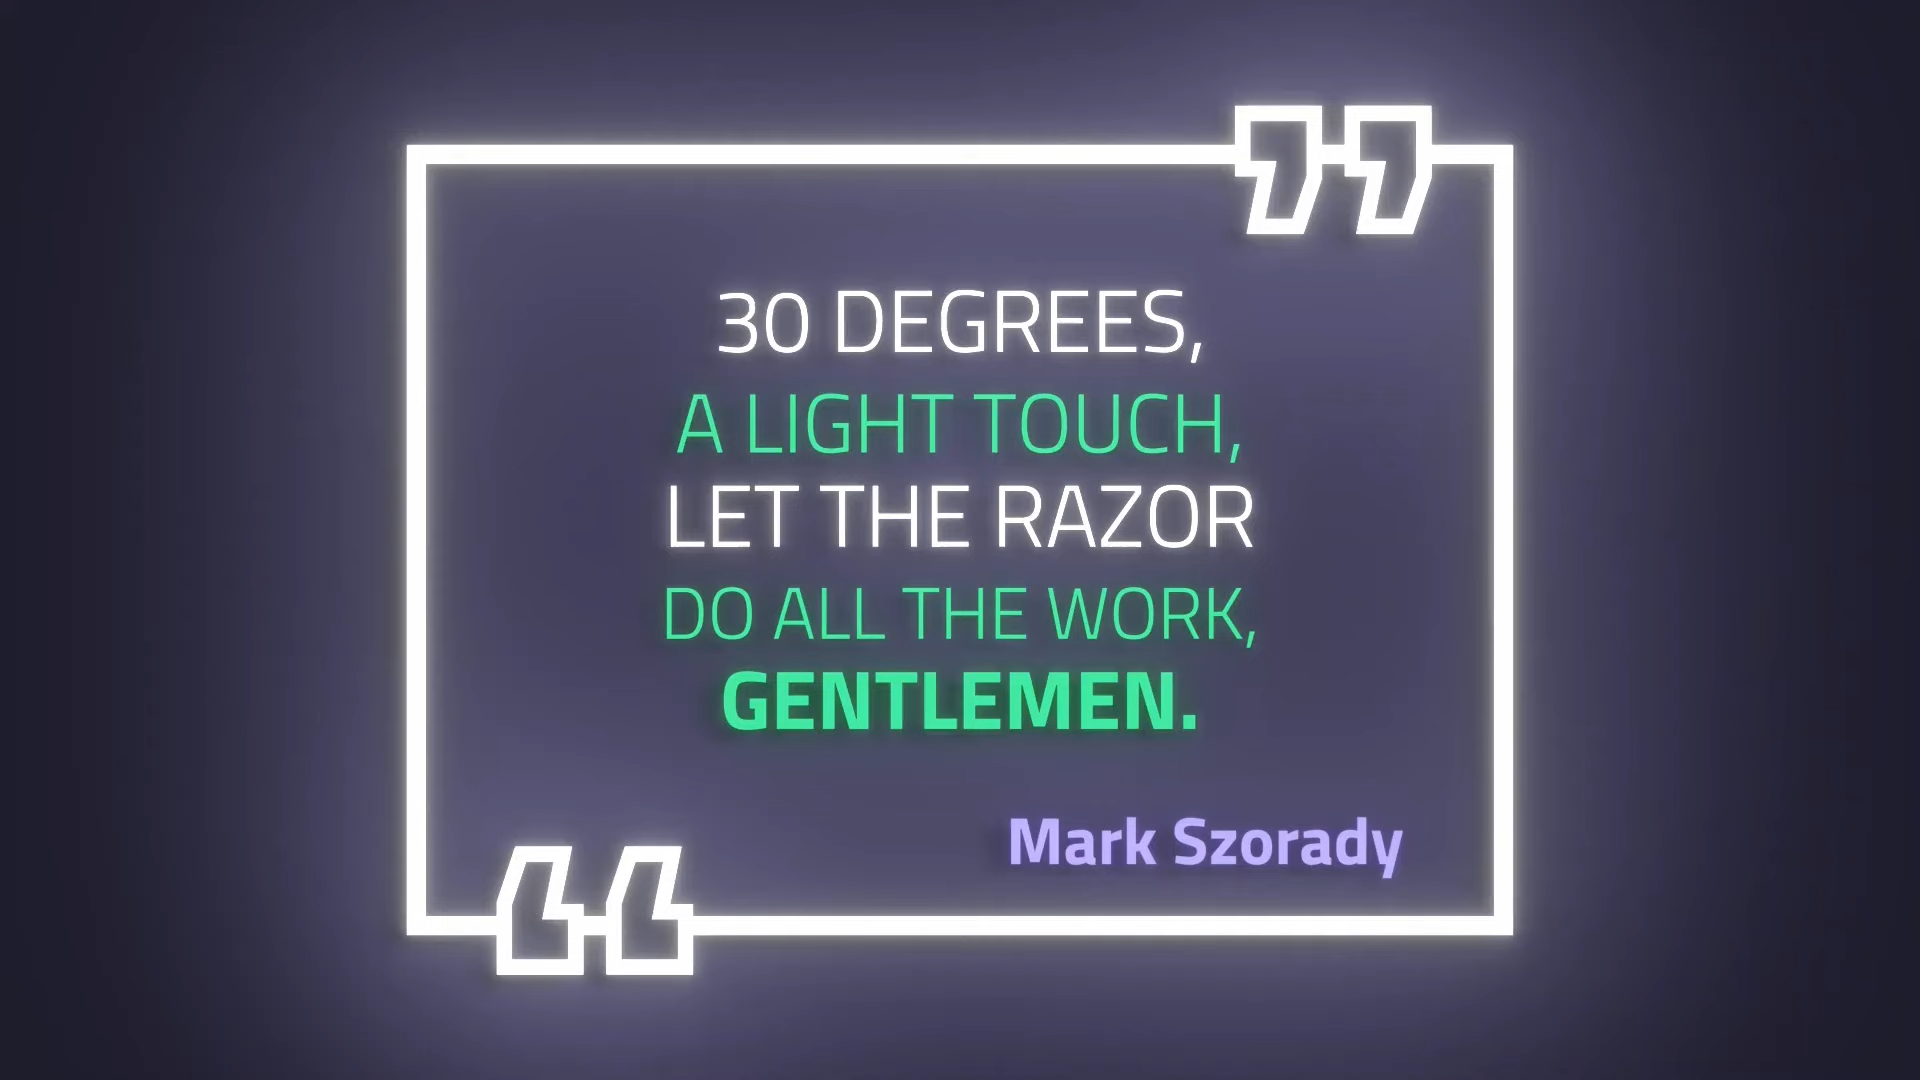 30 DEGREES,
A LIGHT TOUCH,
LET THE RAZOR
DO ALL THE WORK,
GENTLEMEN.
Mark Szorady